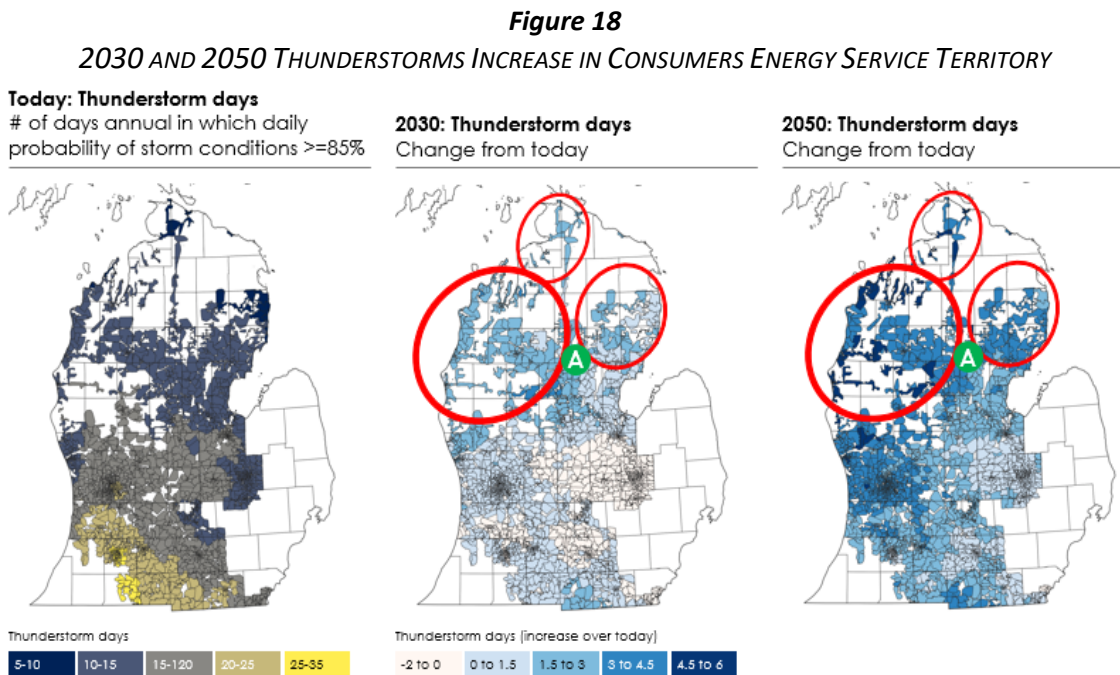 Figure 18
2030 AND 2050 THUNDERSTORMS INCREASE IN CONSUMERS ENERGY SERVICE TERRITORY
Today: Thunderstorm days
# of days annual in which daily
probability of storm conditions >=85%
2030: Thunderstorm days
Change from today
2050: Thunderstorm days
Change from today
A
A
Thunderstorm days
5-10 10-15 15-120 20-25 25-35
Thunderstorm days (increase over today)
-2 to 0 0 to 1.5 1.5 to 3 3 to 4.5 4.5 to 6